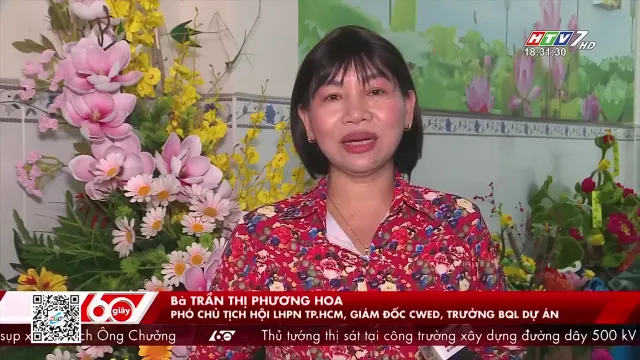 HTV7 HD
18:31:30
Bà TRẦN THỊ PHƯƠNG HOA
60 giây
PHÓ CHỦ TỊCH HỘI LHPN TP.HCM, GIÁM ĐỐC CWED, TRƯỞNG BQL DỰ ÁN
sụp x ịch Ông Chưởng Thủ tướng thị sát tại công trường xây dựng đường dây 500 kV